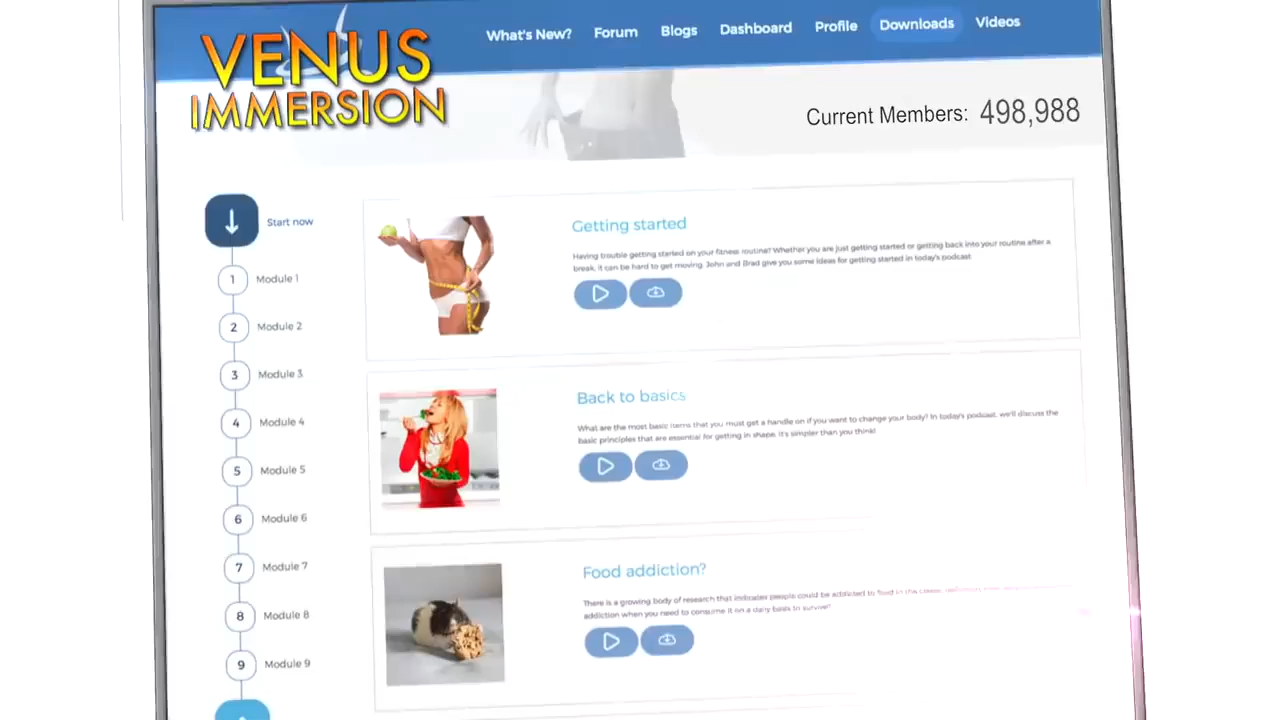 VENUS
IMMERSION
What's New?
Forum
Blogs
Dashboard
Profile
Downloads
Videos
Current Members: 498,988
Start now
1 Module 1
2 Module 2
3 Module 3
4 Module 4
5 Module 5
6 Module 6
7 Module 7
8 Module 8
9 Module 9
Getting started
Having trouble getting started on your fitness routine? Whether you are just getting started or getting back into your routine after a
break, it can be hard to get moving. John and Brad give you some ideas for getting started in today's podcast
Back to basics
What are the most basic items that you must get a handle on if you want to change your body? In today's podcast, we'll discuss the
basic principles that are essential for getting in shape. It's simpler than you think!
Food addiction?
There is a growing body of research that indicates people could be addicted to food in the
addiction when you need to consume it on a daily basis to survive?